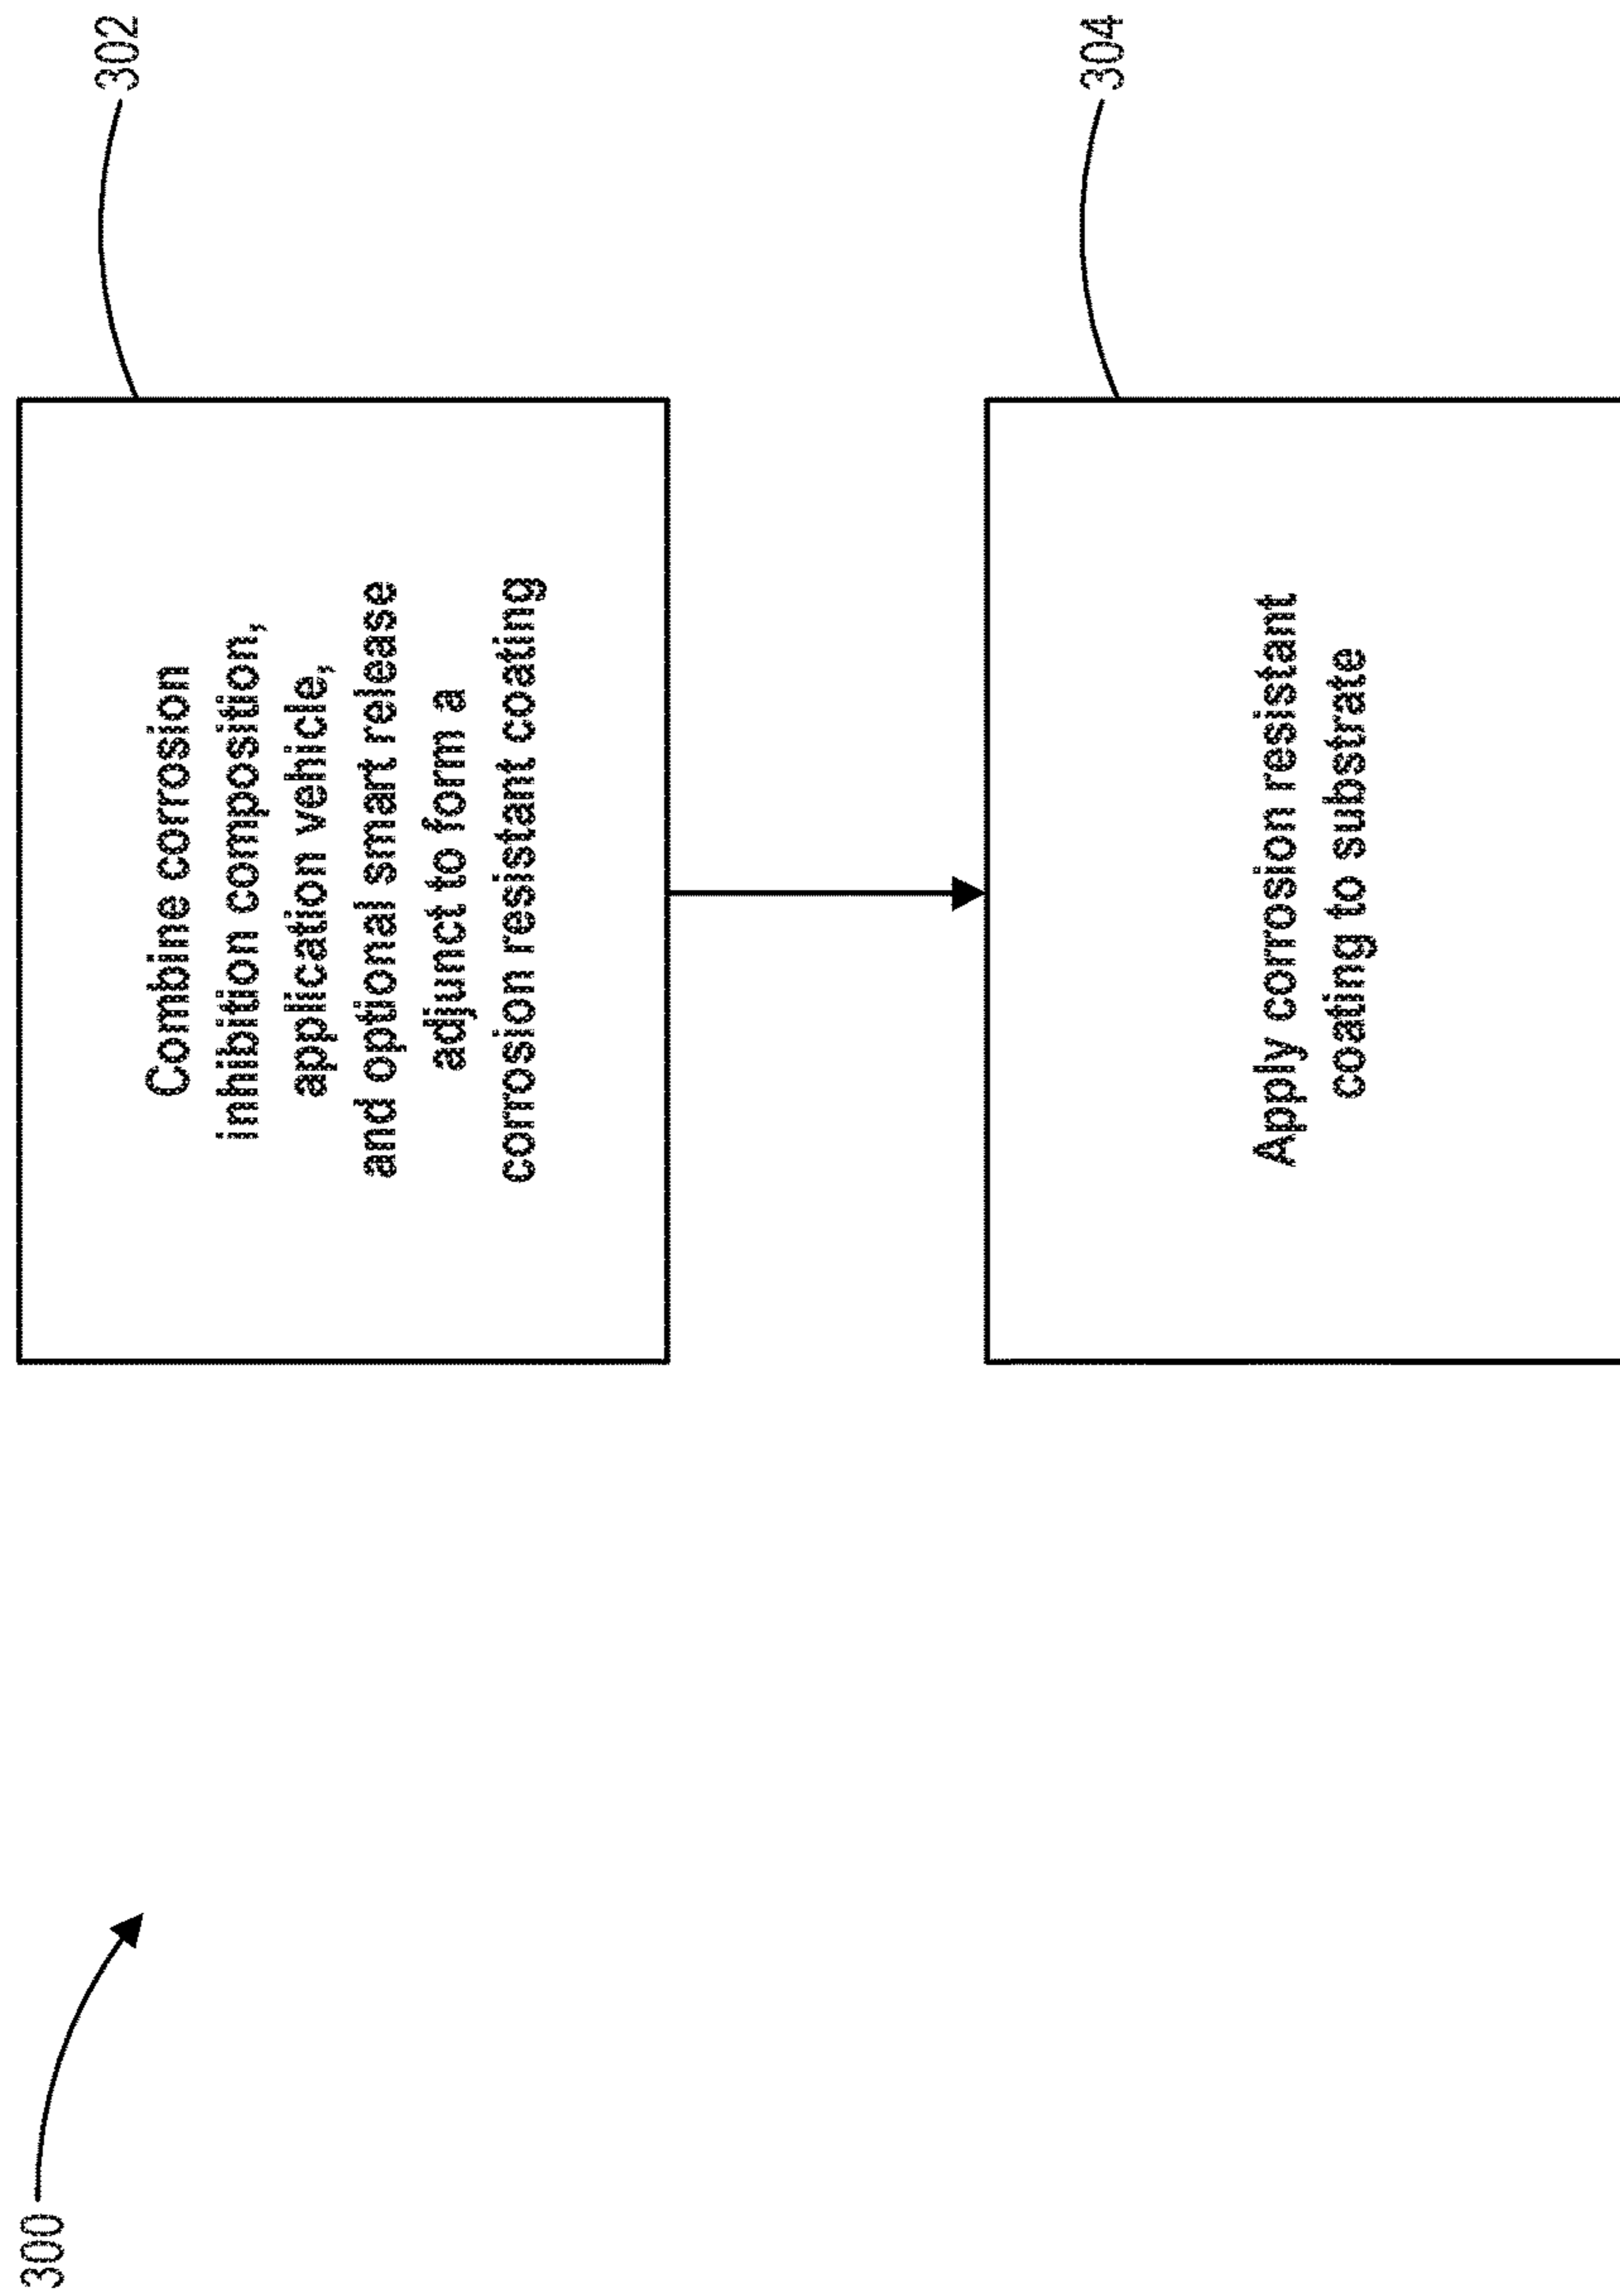 300
302
Combine corrosion
inhibition composition,
application vehicle,
and optional smart release
adjunct to form a
corrosion resistant coating
304
Apply corrosion resistant
coating to substrate